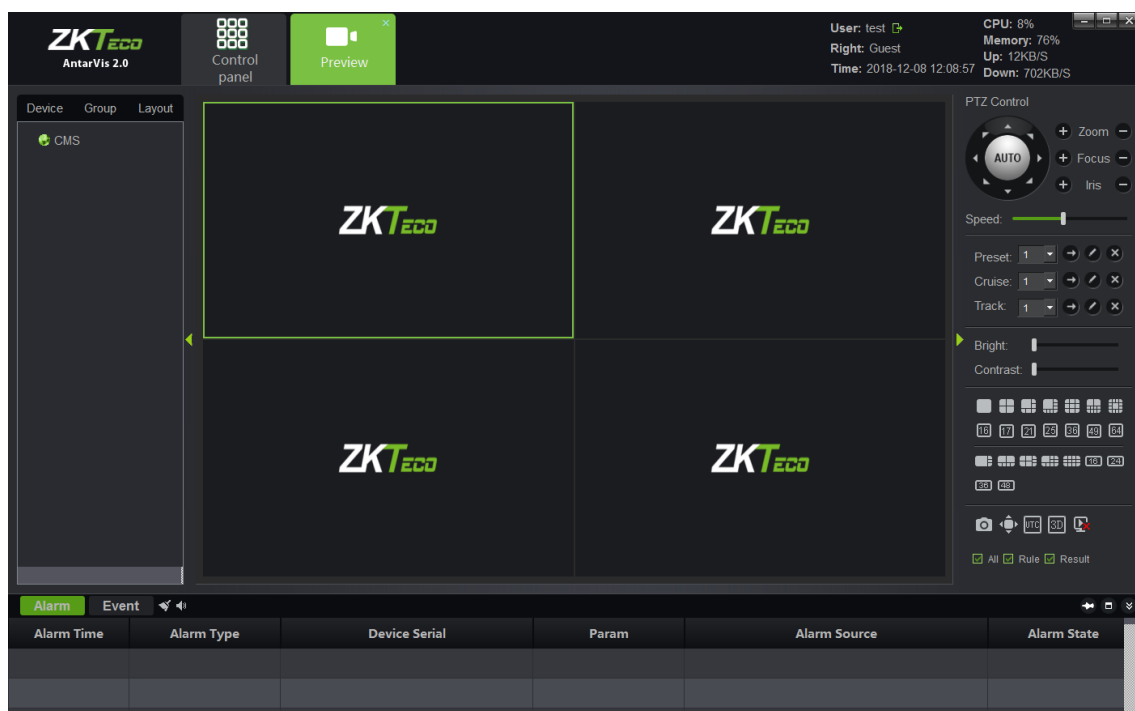 ZKTeco
AntarVis 2.0
Control
panel
Preview
User: test
Right: Guest
Time: 2018-12-08 12:08:57
CPU: 8%
Memory: 76%
Up: 12KB/S
Down: 702KB/S
Device Group Layout
CMS
ZKTeco
ZKTeco
ZKTeco
ZKTeco
PTZ Control
AUTO
Zoom
Focus
Iris
Speed:
Preset: 1
Cruise: 1
Track: 1
Bright:
Contrast:
16 17 21 25 36 49 64
16 24
36 48
UTC 3D
All Rule Result
Alarm Event
Alarm Time Alarm Type Device Serial Param Alarm Source Alarm State